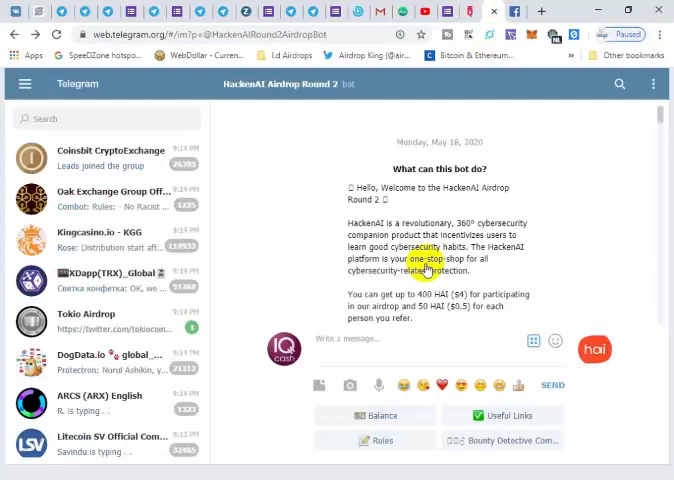 Paused
web.telegram.org/#/im?p=@HackenAIRound2AirdropBot
Apps
SpeeDZone hotspo...
WebDollar - Curren...
I.d Airdrops
Airdrop King (@air...
Bitcoin & Ethereum...
»
Other bookmarks
Telegram
HackenAI Airdrop Round 2 bot
Search
Coinsbit CryptoExchange 9:19 PM
Leads joined the group 26393
Oak Exchange Group Off... 9:19 PM
Combot: Rules: - No Racist ... 1225
Kingcasino.io - KGG 9:19 PM
Rose: Distribution start afte... 114933
XDapp(TRX)_Global 9:19 PM
Светка конфетка: OK, we ... 91260
Tokio Airdrop 9:19 PM
https://twitter.com/tokiocoin... 1
DogData.io global_... 9:19 PM
Protectron: Nurul Ashikin, y... 21312
ARCS (ARX) English 9:19 PM
R. is typing . . 1323
Litecoin SV Official Com...
Savindu is typing . . 32465
Monday, May 18, 2020
What can this bot do?
Hello, Welcome to the HackenAI Airdrop
Round 2
HackenAI is a revolutionary, 360° cybersecurity
companion product that incentivizes users to
learn good cybersecurity habits. The HackenAI
platform is your one-stop-shop for all
cybersecurity-related protection.
You can get up to 400 HAI ($4) for participating
in our airdrop and 50 HAI ($0.5) for each
person you refer.
IQ
cash
Write a message...
hai
SEND
Balance
Useful Links
Rules
Bounty Detective Com...
LSV